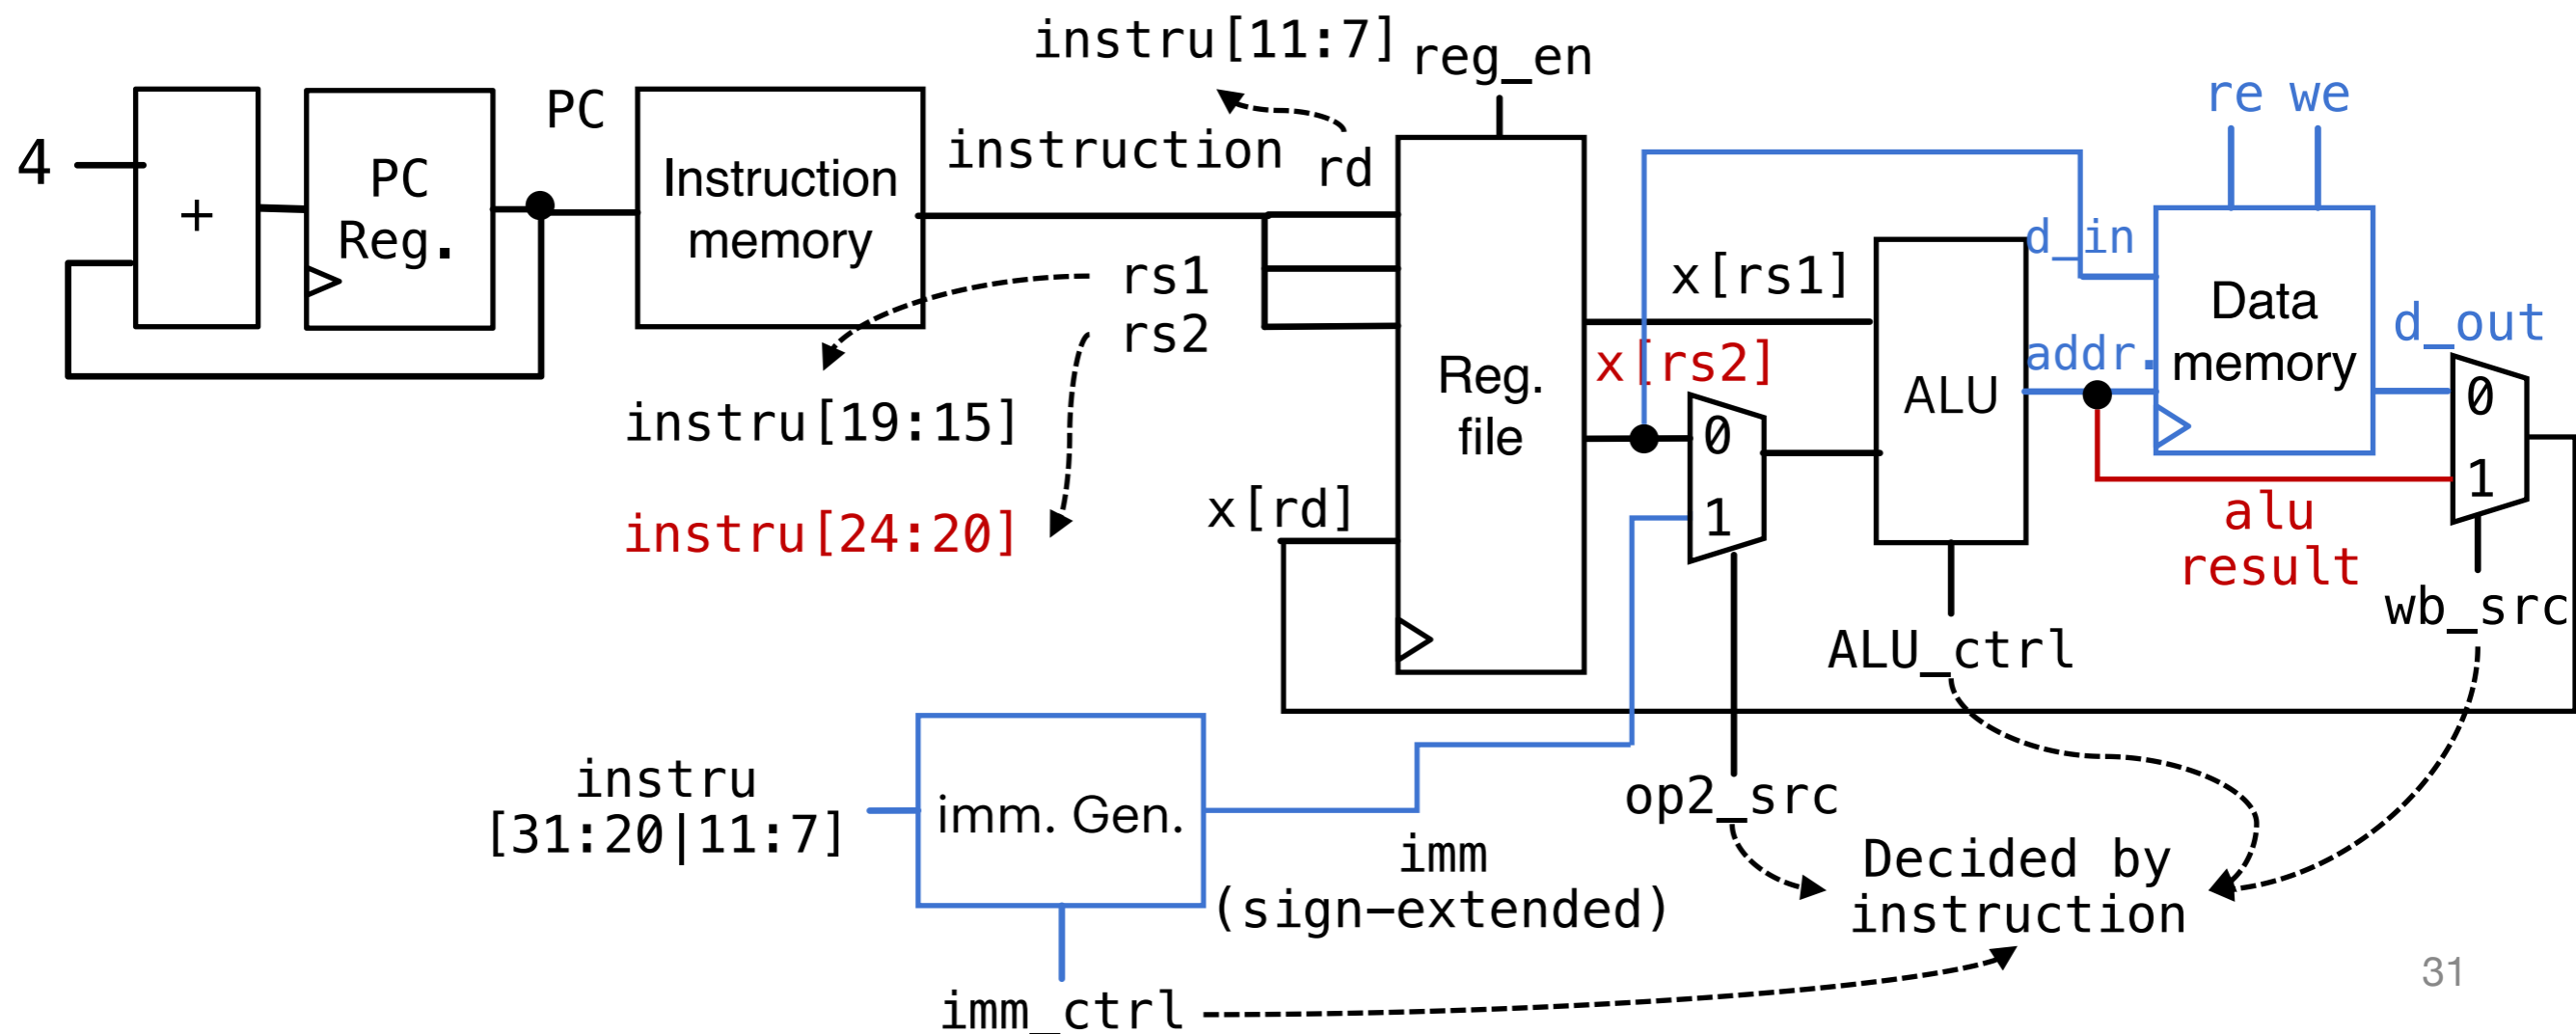 instru[11:7]
reg_en
4
+
PC
Reg.
PC
Instruction
memory
instruction
rd
rs1
rs2
instru[19:15]
instru[24:20]
x[rd]
Reg.
file
x[rs1]
x[rs2]
0
1
ALU
re we
d_in
addr.
Data
memory
d_out
0
1
alu
result
wb_src
ALU_ctrl
instru
[31:20|11:7]
imm. Gen.
imm
(sign-extended)
op2_src
Decided by
instruction
imm_ctrl
31